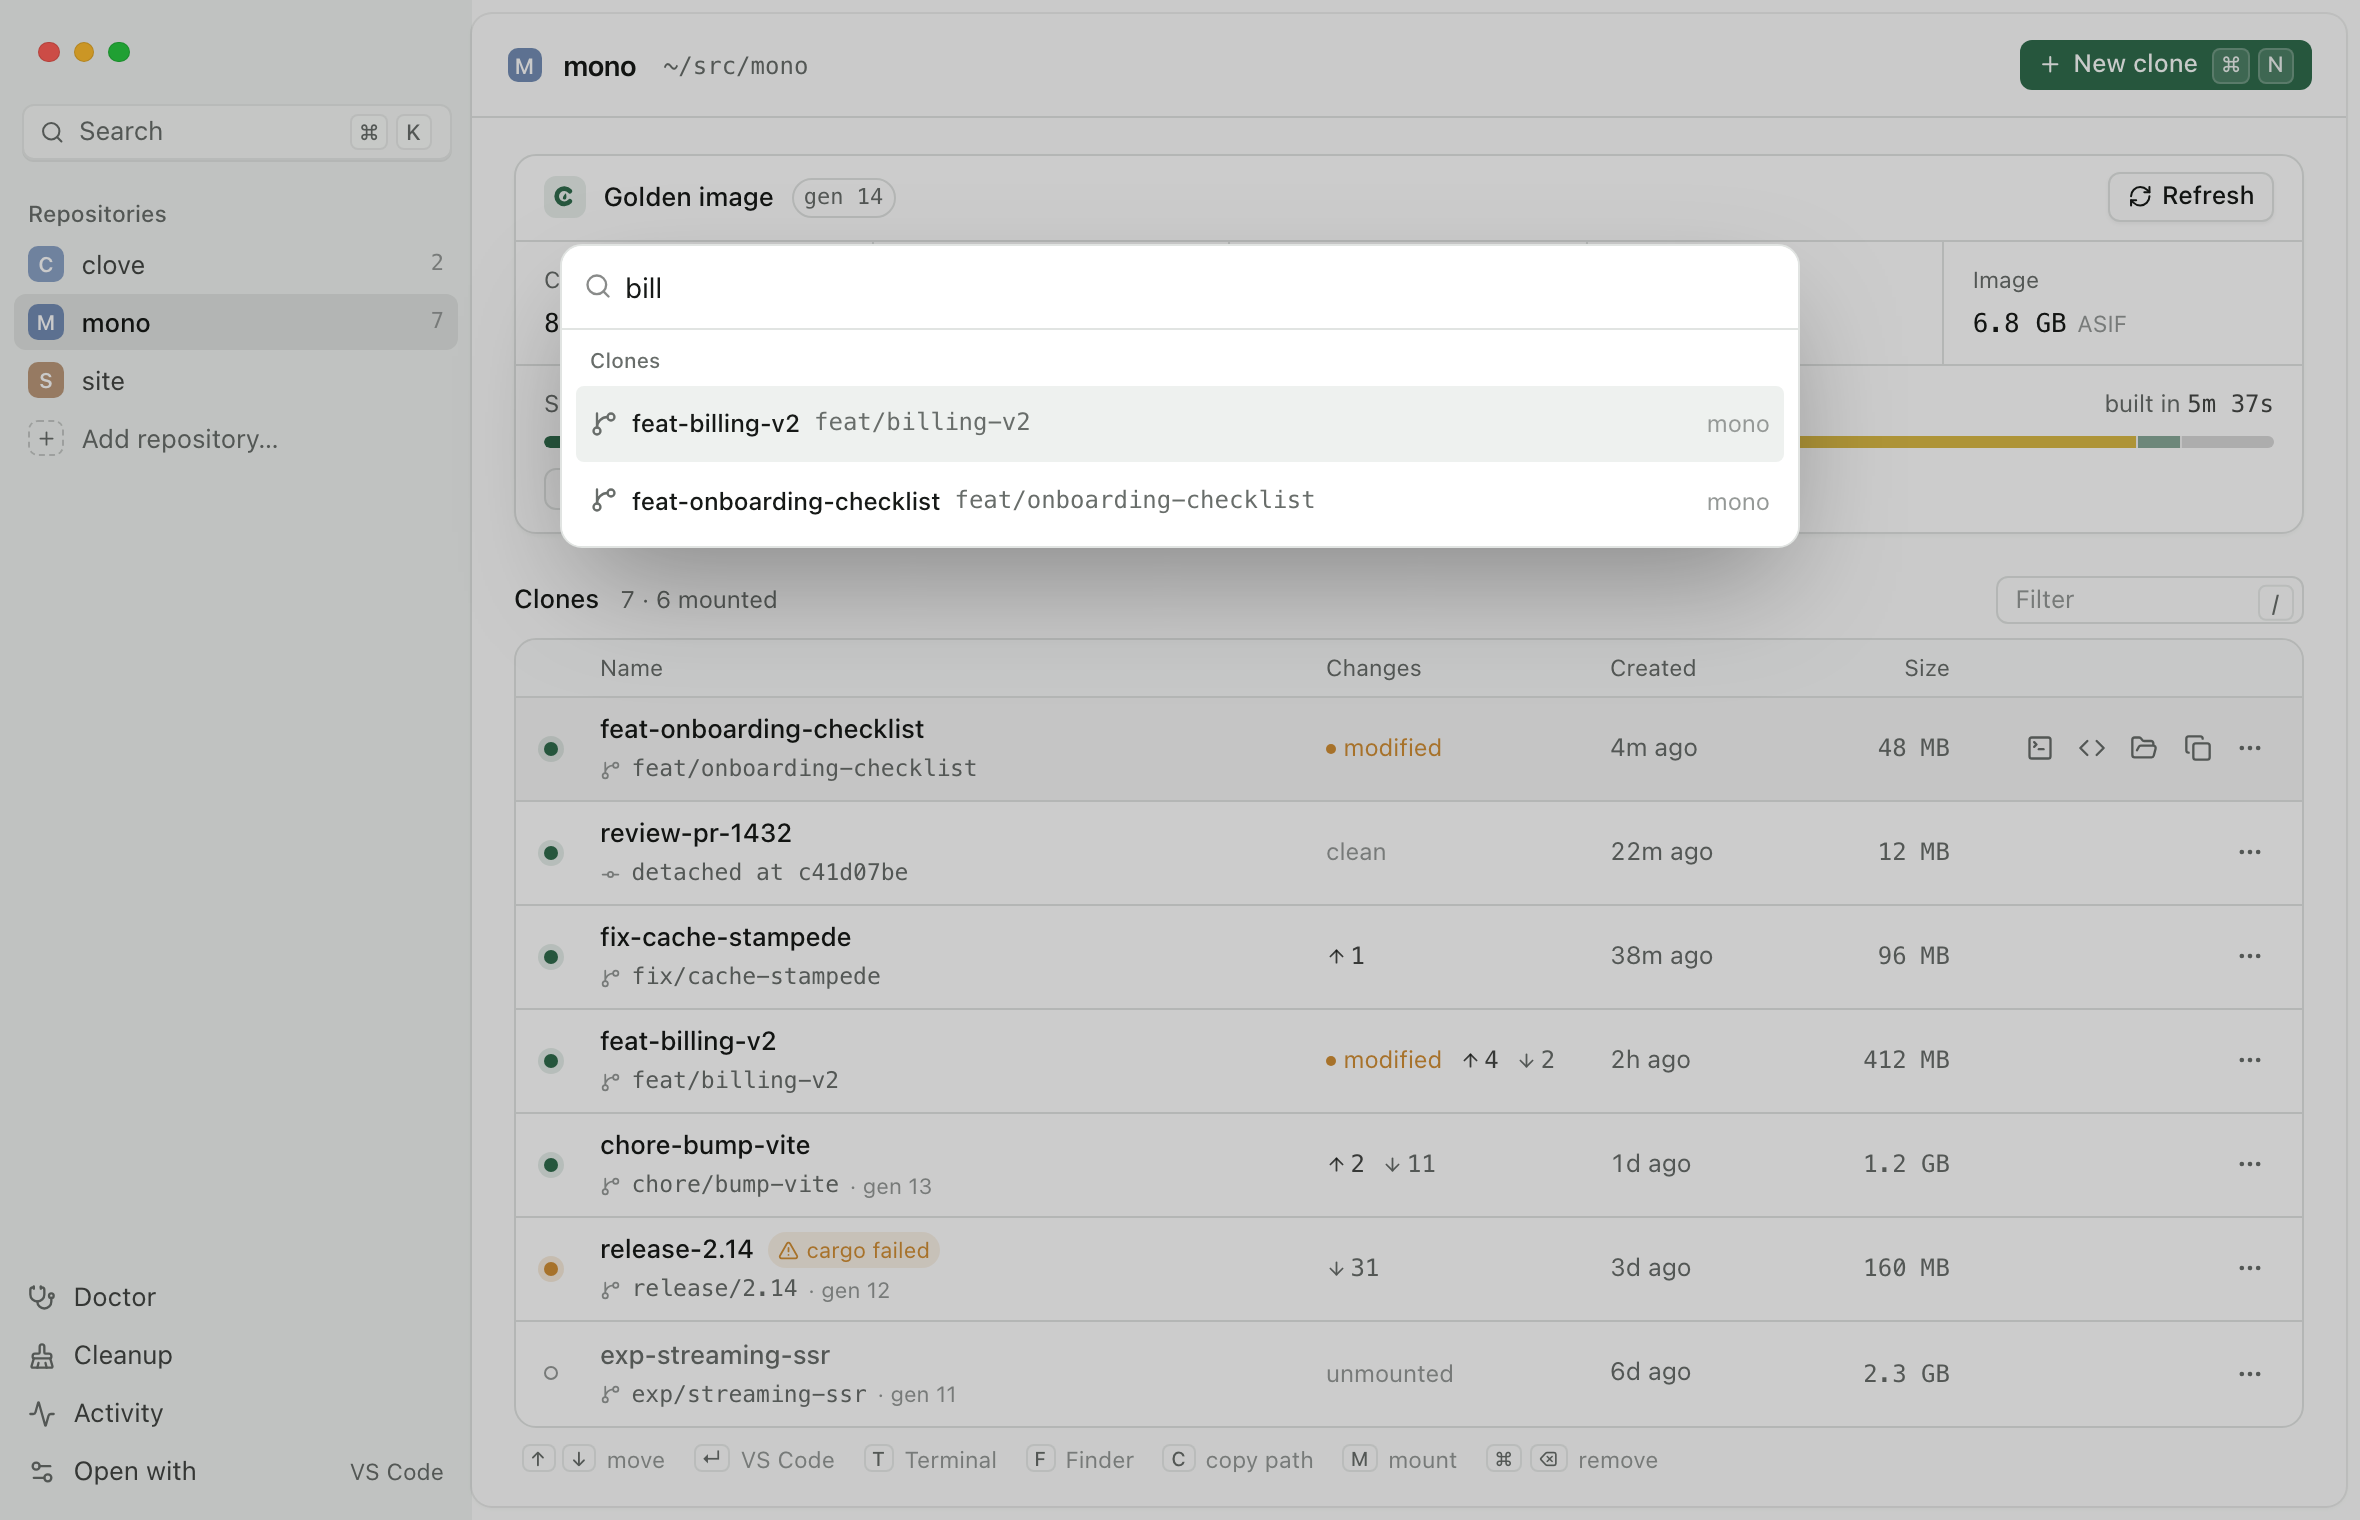 Search ⌘ K
Repositories
C clove 2
M mono 7
S site
Add repository...
Doctor
Cleanup
Activity
Open with VS Code
M mono ~/src/mono
+ New clone ⌘ N
Golden image gen 14
Refresh
bill
Clones
feat-billing-v2 feat/billing-v2 mono
feat-onboarding-checklist feat/onboarding-checklist mono
Image
6.8 GB ASIF
built in 5m 37s
Clones 7 · 6 mounted
Filter /
Name Changes Created Size
feat-onboarding-checklist
feat/onboarding-checklist
modified 4m ago 48 MB
review-pr-1432
detached at c41d07be
clean 22m ago 12 MB
fix-cache-stampede
fix/cache-stampede
↑ 1 38m ago 96 MB
feat-billing-v2
feat/billing-v2
modified ↑ 4 ↓ 2 2h ago 412 MB
chore-bump-vite
chore/bump-vite · gen 13
↑ 2 ↓ 11 1d ago 1.2 GB
release-2.14 cargo failed
release/2.14 · gen 12
↓ 31 3d ago 160 MB
exp-streaming-ssr
exp/streaming-ssr · gen 11
unmounted 6d ago 2.3 GB
↑ ↓ move ↵ VS Code T Terminal F Finder C copy path M mount ⌘ ⌫ remove